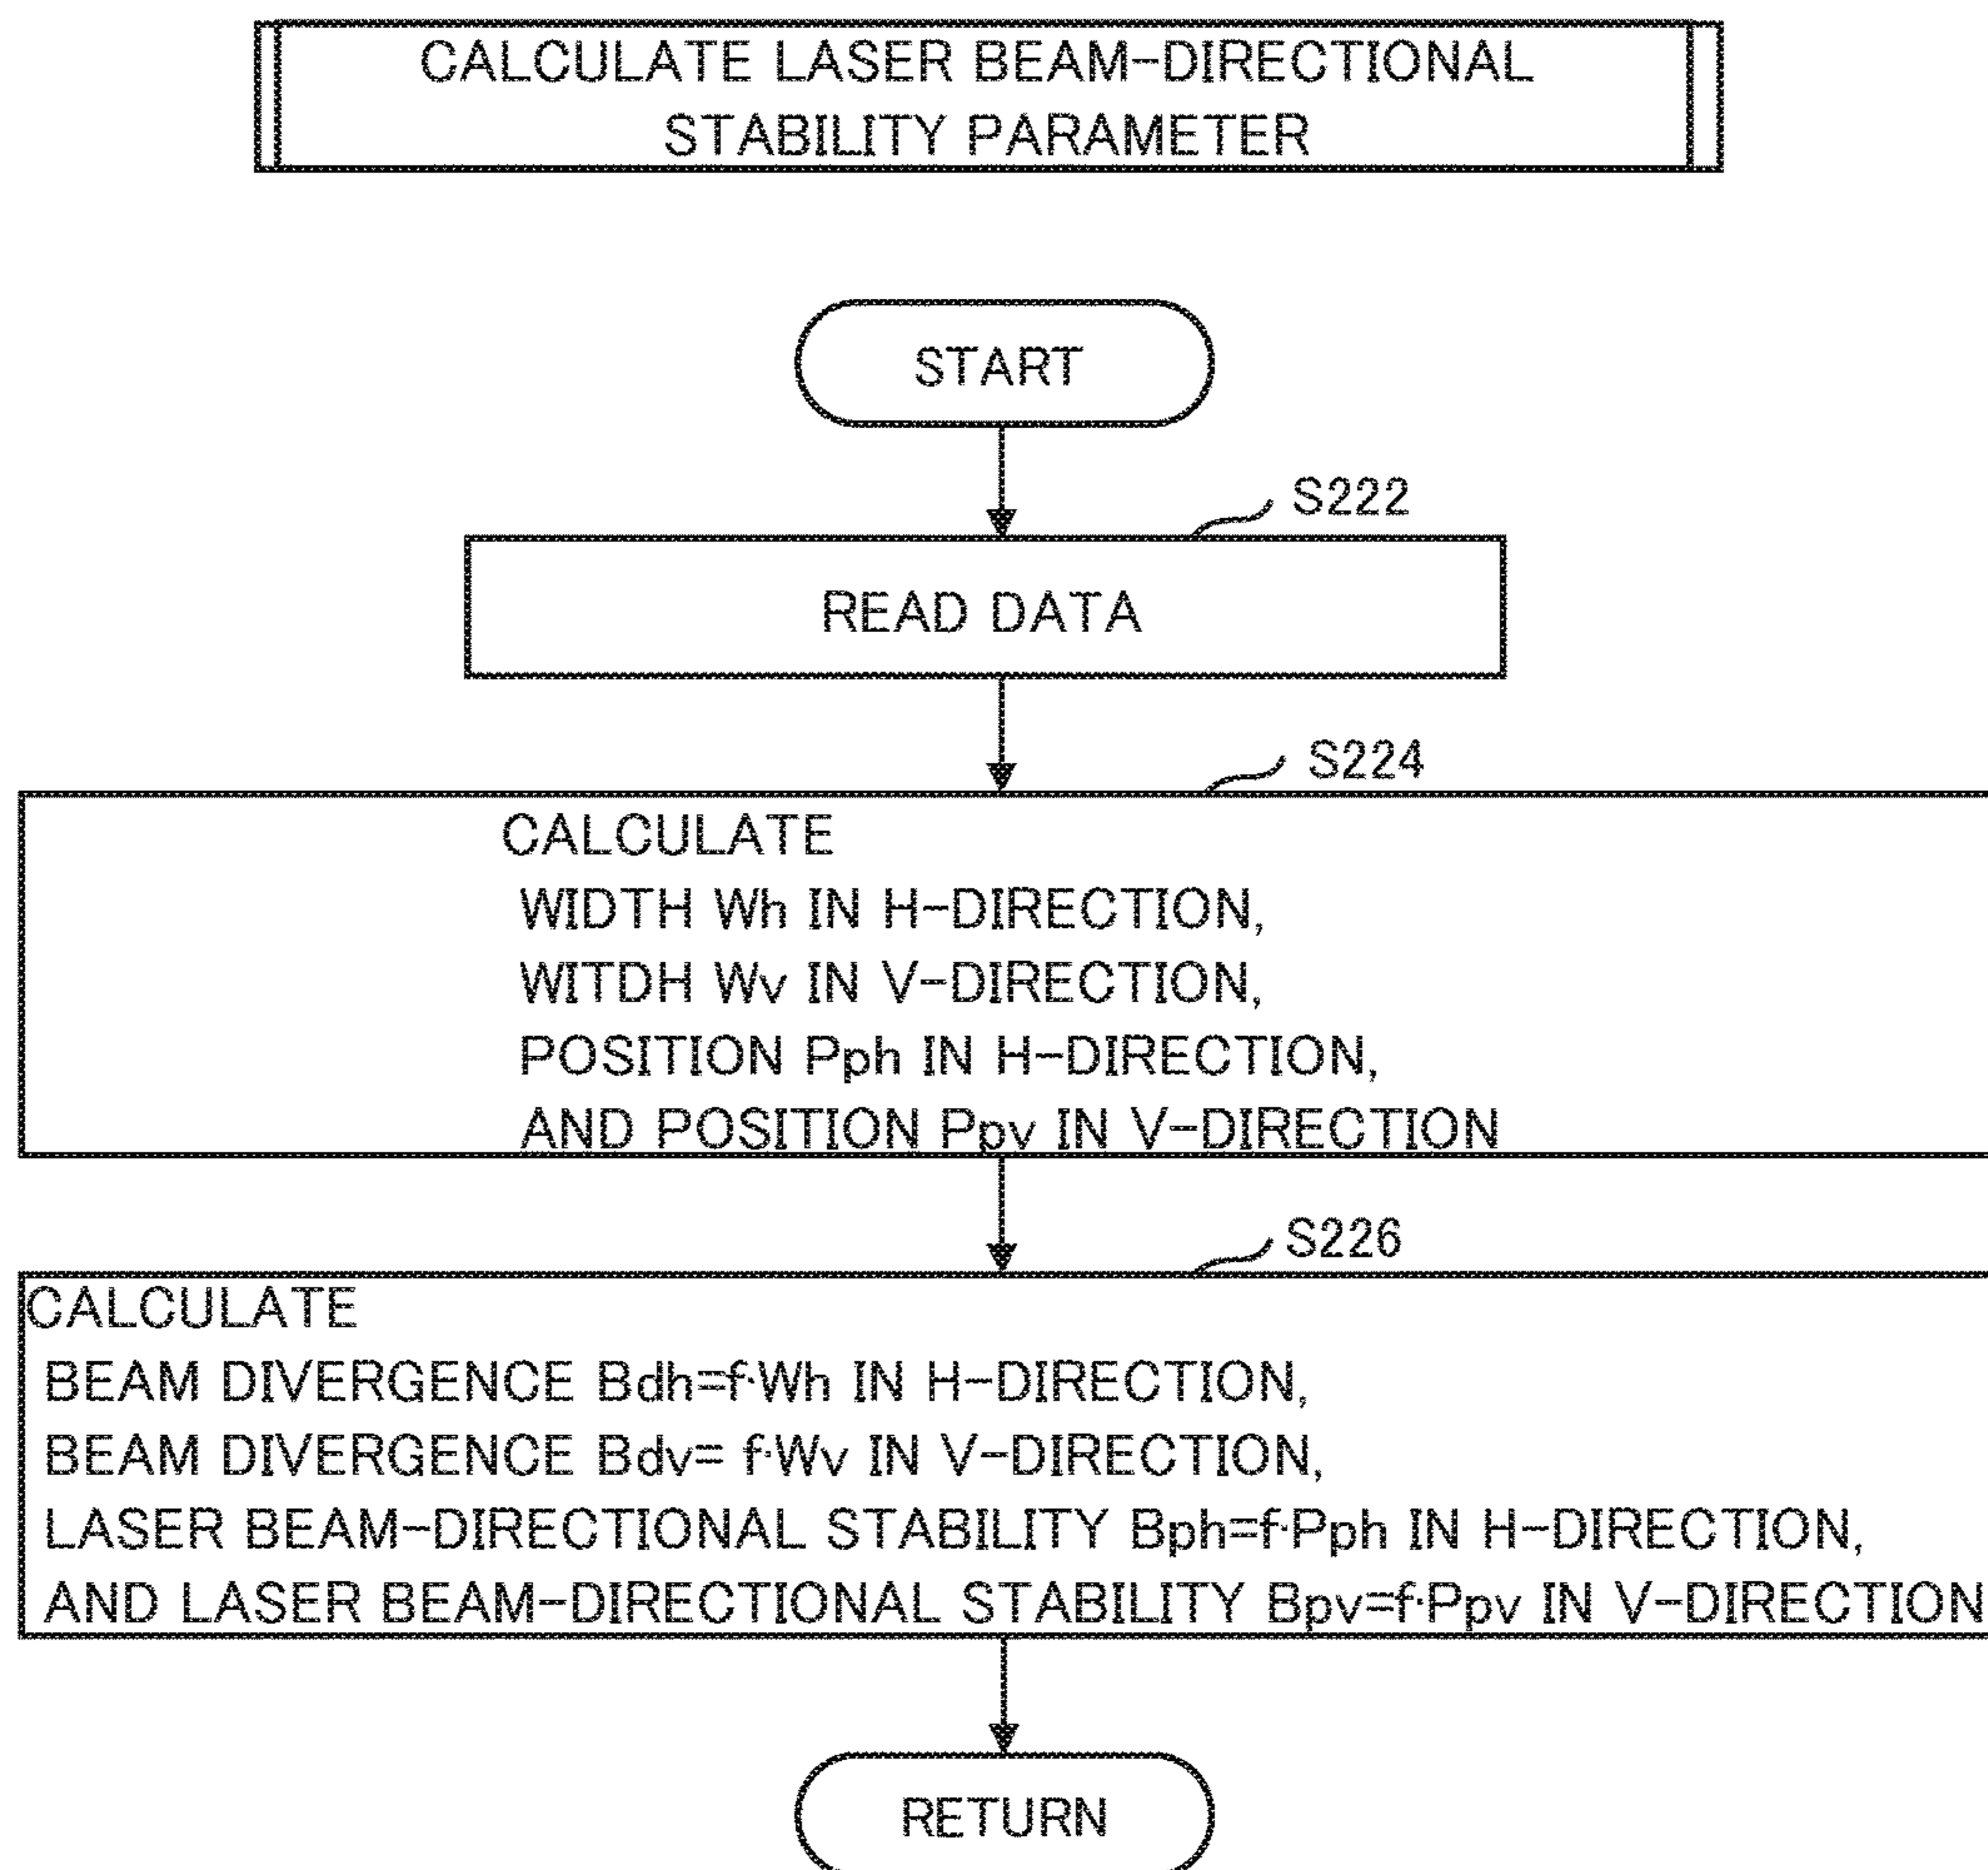 CALCULATE LASER BEAM-DIRECTIONAL
STABILITY PARAMETER
START
S222
READ DATA
S224
CALCULATE
WIDTH Wh IN H-DIRECTION,
WITDH Wv IN V-DIRECTION,
POSITION Pph IN H-DIRECTION,
AND POSITION Ppv IN V-DIRECTION
S226
CALCULATE
BEAM DIVERGENCE Bdh=f·Wh IN H-DIRECTION,
BEAM DIVERGENCE Bdv= f·Wv IN V-DIRECTION,
LASER BEAM-DIRECTIONAL STABILITY Bph=f·Pph IN H-DIRECTION,
AND LASER BEAM-DIRECTIONAL STABILITY Bpv=f·Ppv IN V-DIRECTION
RETURN